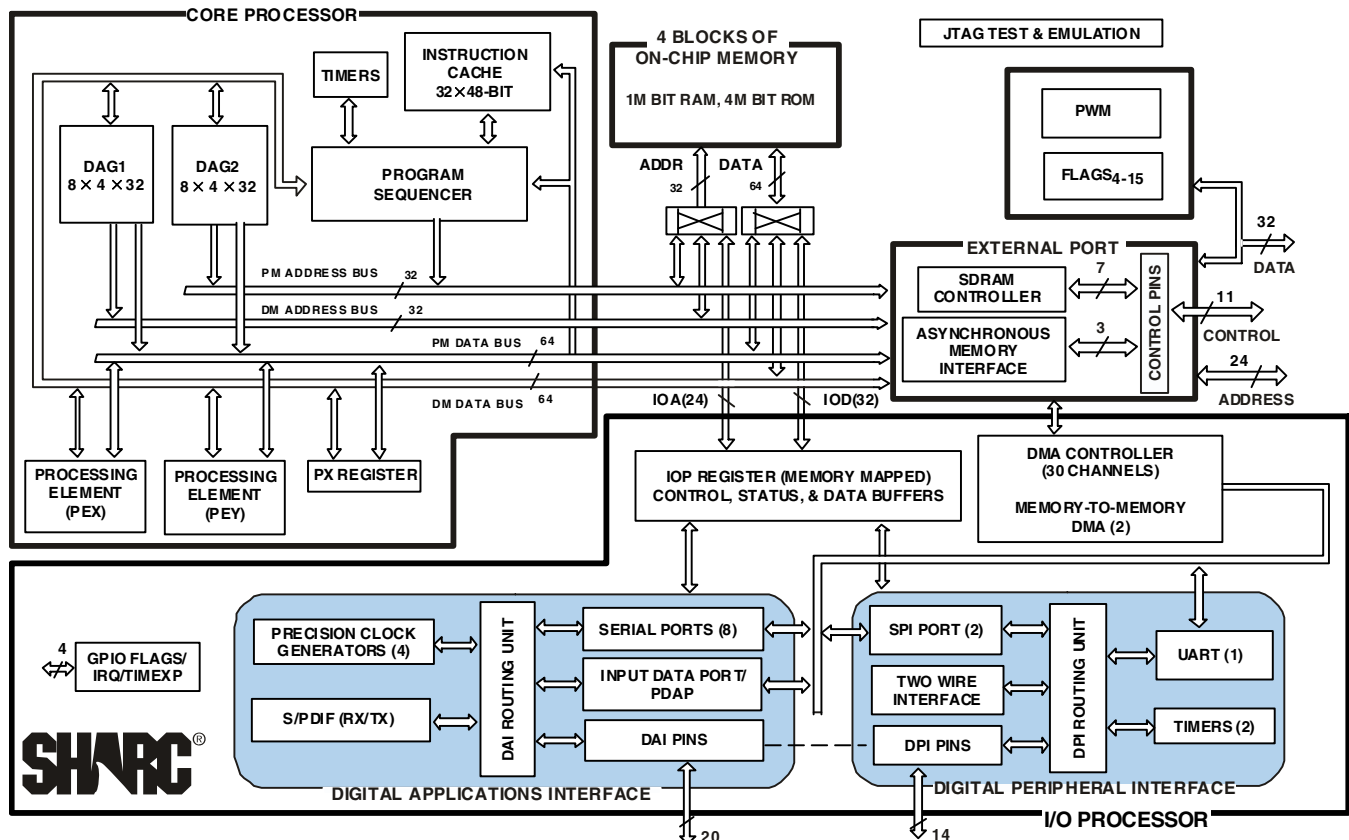 CORE PROCESSOR
TIMERS
INSTRUCTION
CACHE
32×48-BIT
DAG1
8 × 4 × 32
DAG2
8 × 4 × 32
PROGRAM
SEQUENCER
PM ADDRESS BUS
32
DM ADDRESS BUS
32
PM DATA BUS
64
DM DATA BUS
64
PROCESSING
ELEMENT
(PEX)
PROCESSING
ELEMENT
(PEY)
PX REGISTER
4 BLOCKS OF
ON-CHIP MEMORY
1M BIT RAM, 4M BIT ROM
ADDR
DATA
32
64
JTAG TEST & EMULATION
PWM
FLAGS4-15
EXTERNAL PORT
SDRAM
CONTROLLER
7
ASYNCHRONOUS
MEMORY
INTERFACE
3
CONTROL PINS
32
DATA
11
CONTROL
24
ADDRESS
IOA(24)
IOD(32)
IOP REGISTER (MEMORY MAPPED)
CONTROL, STATUS, & DATA BUFFERS
DMA CONTROLLER
(30 CHANNELS)
MEMORY-TO-MEMORY
DMA (2)
4
GPIO FLAGS/
IRQ/TIMEXP
PRECISION CLOCK
GENERATORS (4)
S/PDIF (RX/TX)
DAI ROUTING UNIT
SERIAL PORTS (8)
INPUT DATA PORT/
PDAP
DAI PINS
DIGITAL APPLICATIONS INTERFACE
20
SPI PORT (2)
TWO WIRE
INTERFACE
DPI PINS
DPI ROUTING UNIT
UART (1)
TIMERS (2)
DIGITAL PERIPHERAL INTERFACE
14
I/O PROCESSOR
SHARC®